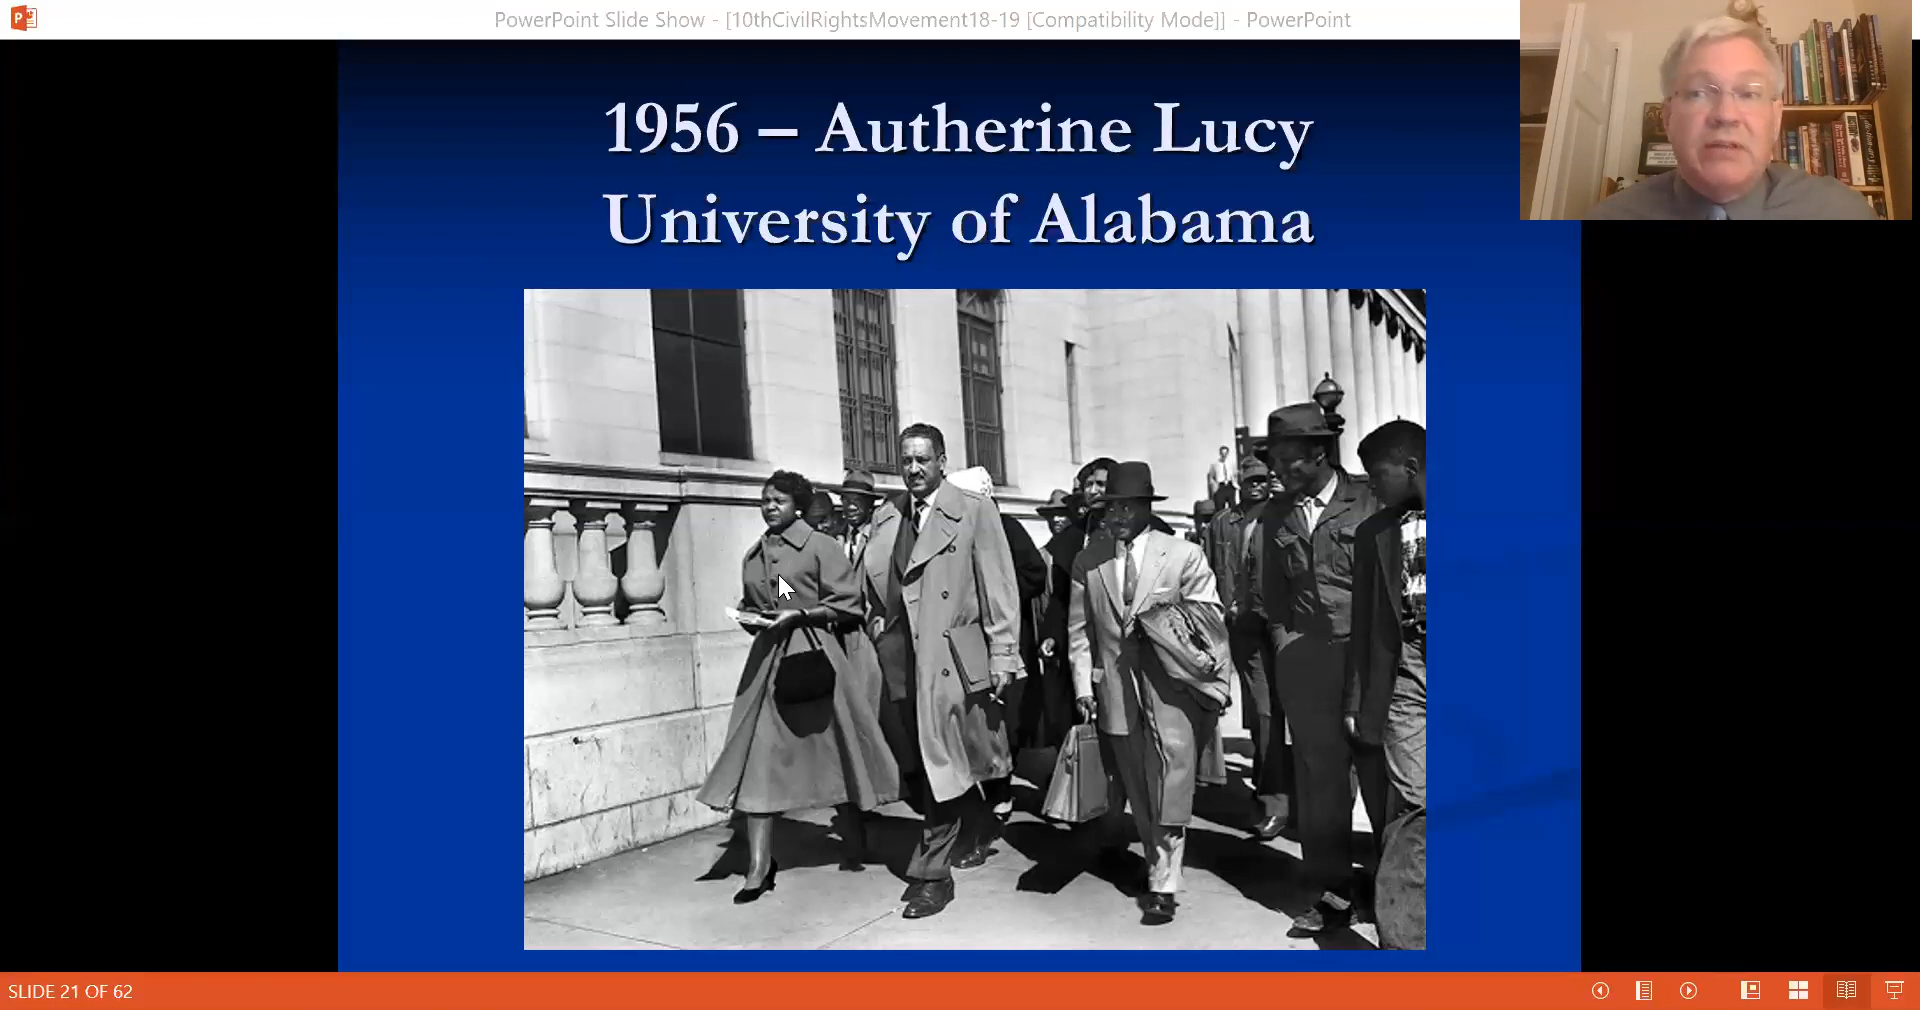 PowerPoint Slide Show - [10thCivilRightsMovement18-19 [Compatibility Mode]] - PowerPoint
1956 – Autherine Lucy
University of Alabama
SLIDE 21 OF 62